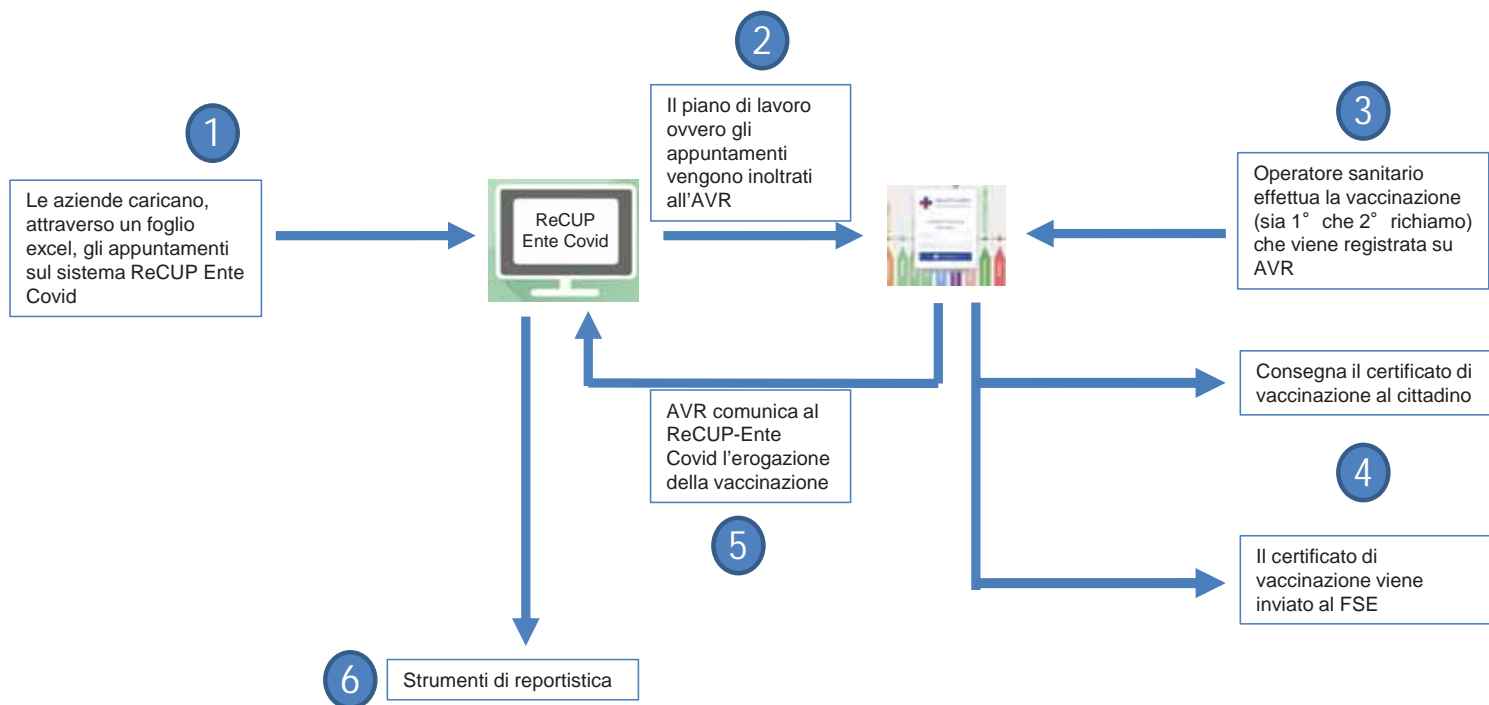 1
Le aziende caricano,
attraverso un foglio
excel, gli appuntamenti
sul sistema ReCUP Ente
Covid
ReCUP
Ente Covid
2
Il piano di lavoro
ovvero gli
appuntamenti
vengono inoltrati
all'AVR
3
Operatore sanitario
effettua la vaccinazione
(sia 1° che 2° richiamo)
che viene registrata su
AVR
Consegna il certificato di
vaccinazione al cittadino
4
Il certificato di
vaccinazione viene
inviato al FSE
AVR comunica al
ReCUP-Ente
Covid l'erogazione
della vaccinazione
5
6
Strumenti di reportistica